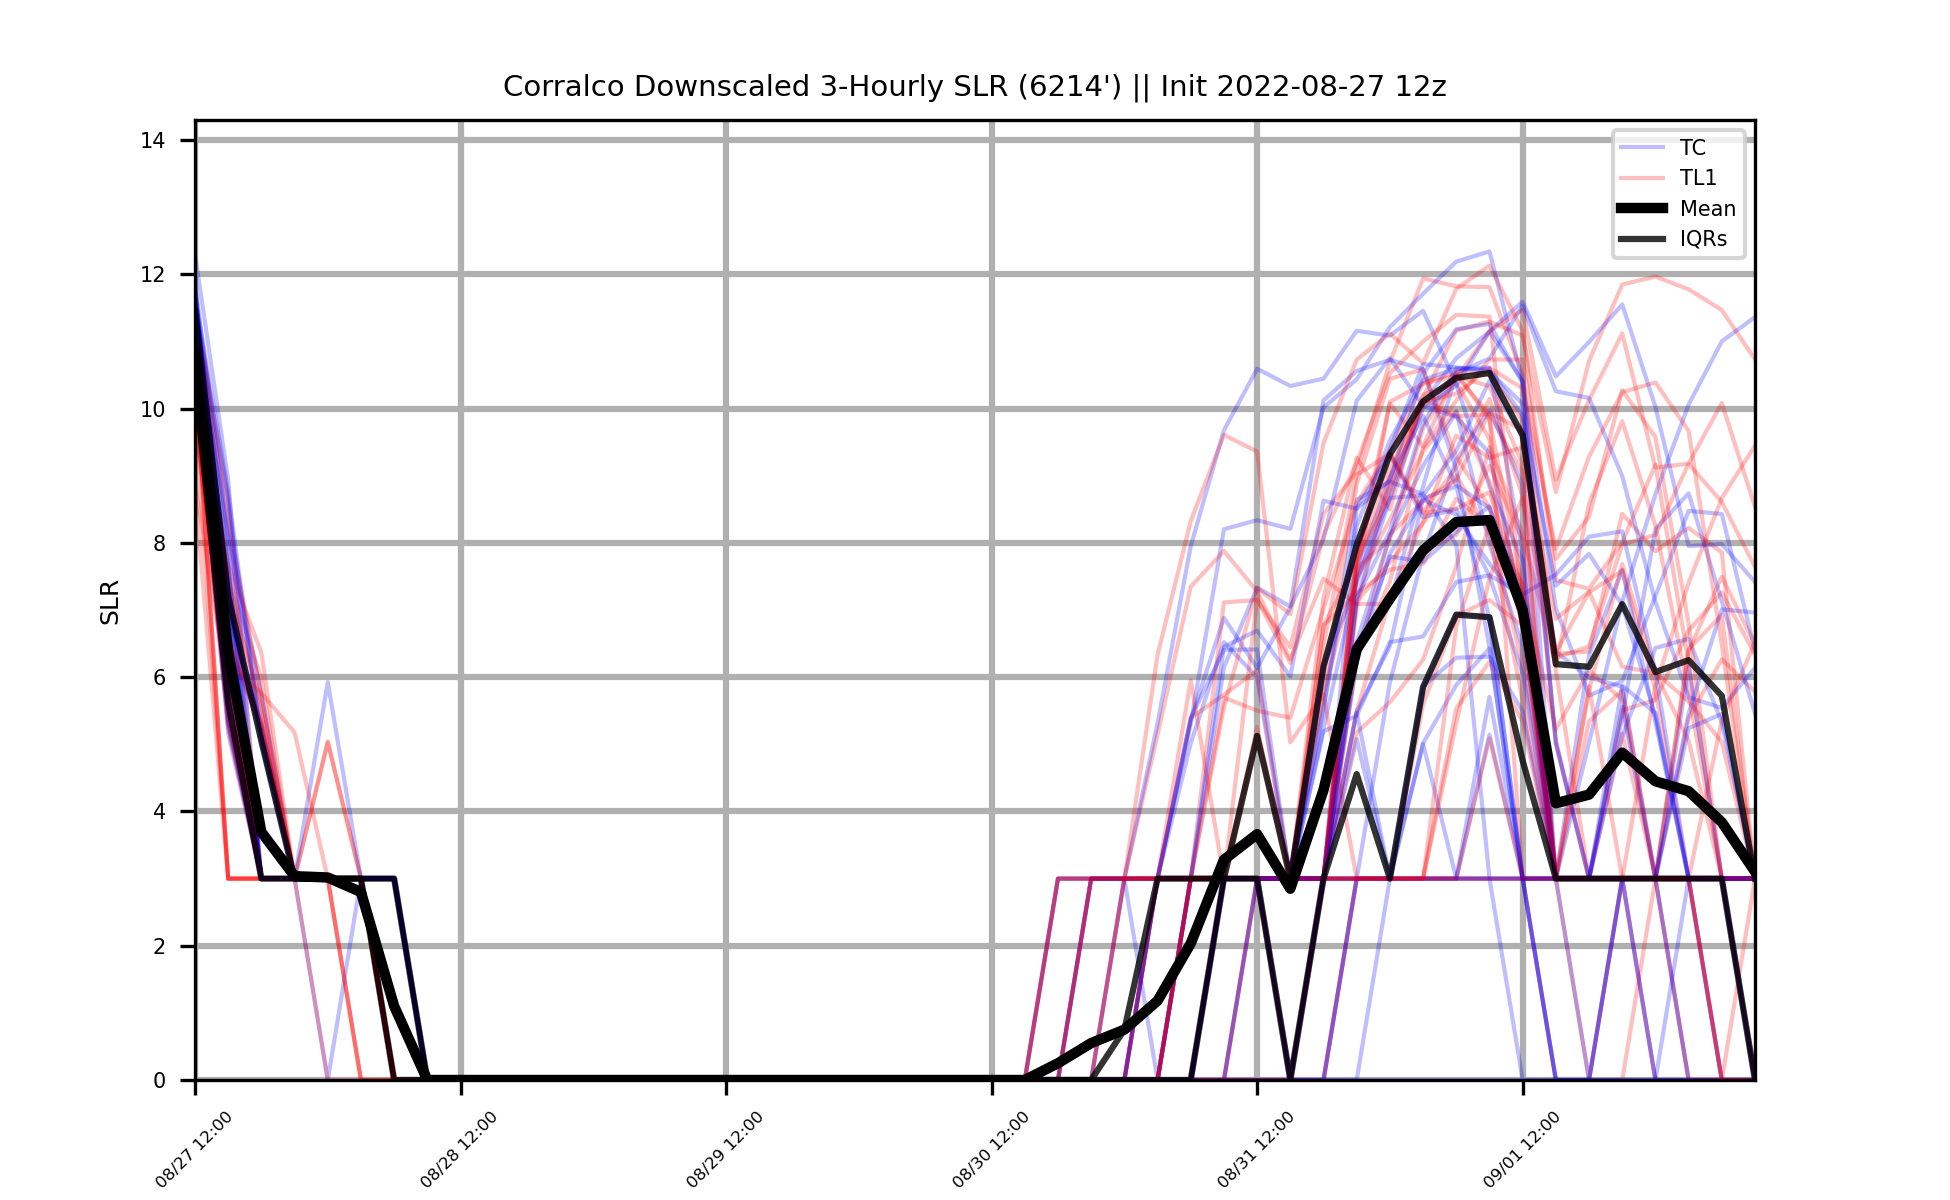 Corralco Downscaled 3-Hourly SLR (6214') || Init 2022-08-27 12z
TC
TL1
Mean
IQRs
SLR
14
12
10
8
6
4
2
0
08/27 12:00
08/28 12:00
08/29 12:00
08/30 12:00
08/31 12:00
09/01 12:00